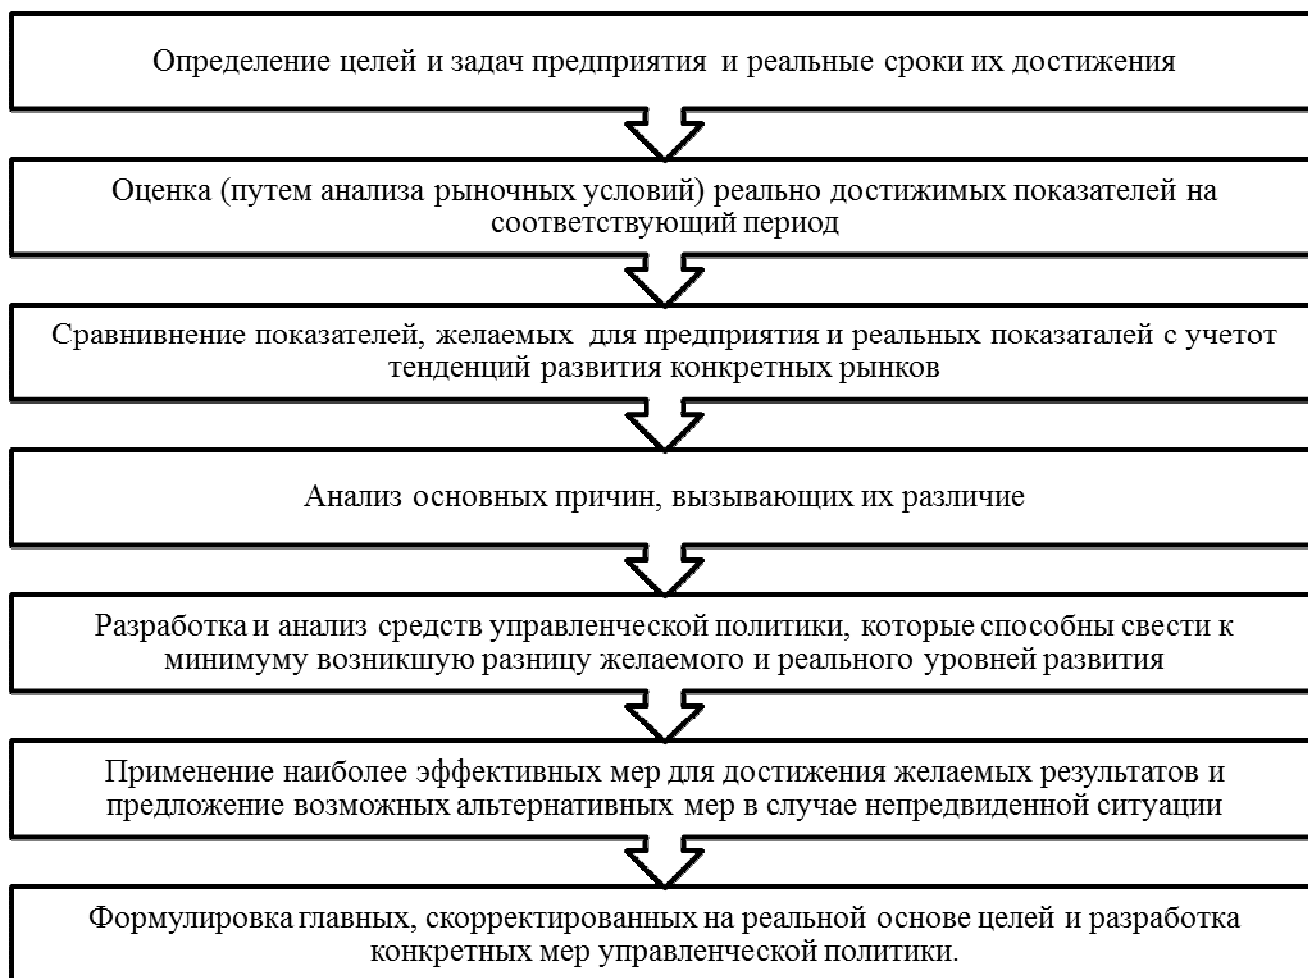 Определение целей и задач предприятия и реальные сроки их достижения
Оценка (путем анализа рыночных условий) реально достижимых показателей на
соответствующий период
Сравнивнение показателей, желаемых для предприятия и реальных показаталей с учетот
тенденций развития конкретных рынков
Анализ основных причин, вызывающих их различие
Разработка и анализ средств управленческой политики, которые способны свести к
минимуму возникшую разницу желаемого и реального уровней развития
Применение наиболее эффективных мер для достижения желаемых результатов и
предложение возможных альтернативных мер в случае непредвиденной ситуации
Формулировка главных, скорректированных на реальной основе целей и разработка
конкретных мер управленческой политики.